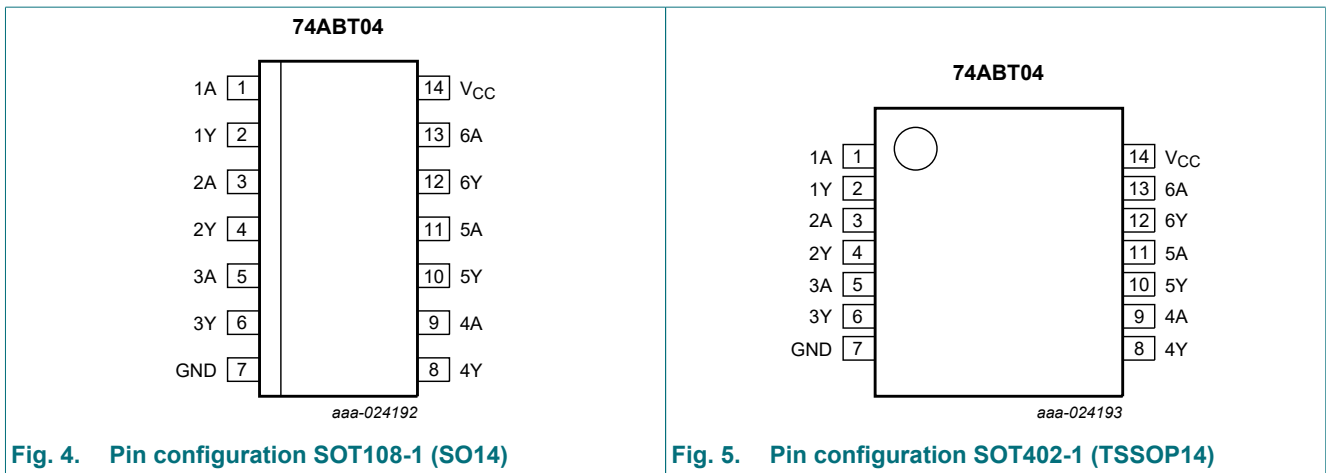 74ABT04
1A 1 14 VCC
1Y 2 13 6A
2A 3 12 6Y
2Y 4 11 5A
3A 5 10 5Y
3Y 6 9 4A
GND 7 8 4Y
aaa-024192
Fig. 4. Pin configuration SOT108-1 (SO14)
74ABT04
1A 1 14 VCC
1Y 2 13 6A
2A 3 12 6Y
2Y 4 11 5A
3A 5 10 5Y
3Y 6 9 4A
GND 7 8 4Y
aaa-024193
Fig. 5. Pin configuration SOT402-1 (TSSOP14)